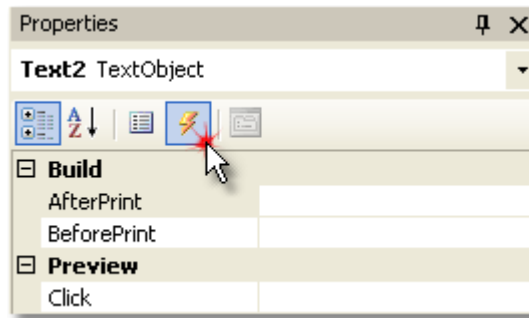 Properties
Text2 TextObject
A
Z
Build
AfterPrint
BeforePrint
Preview
Click